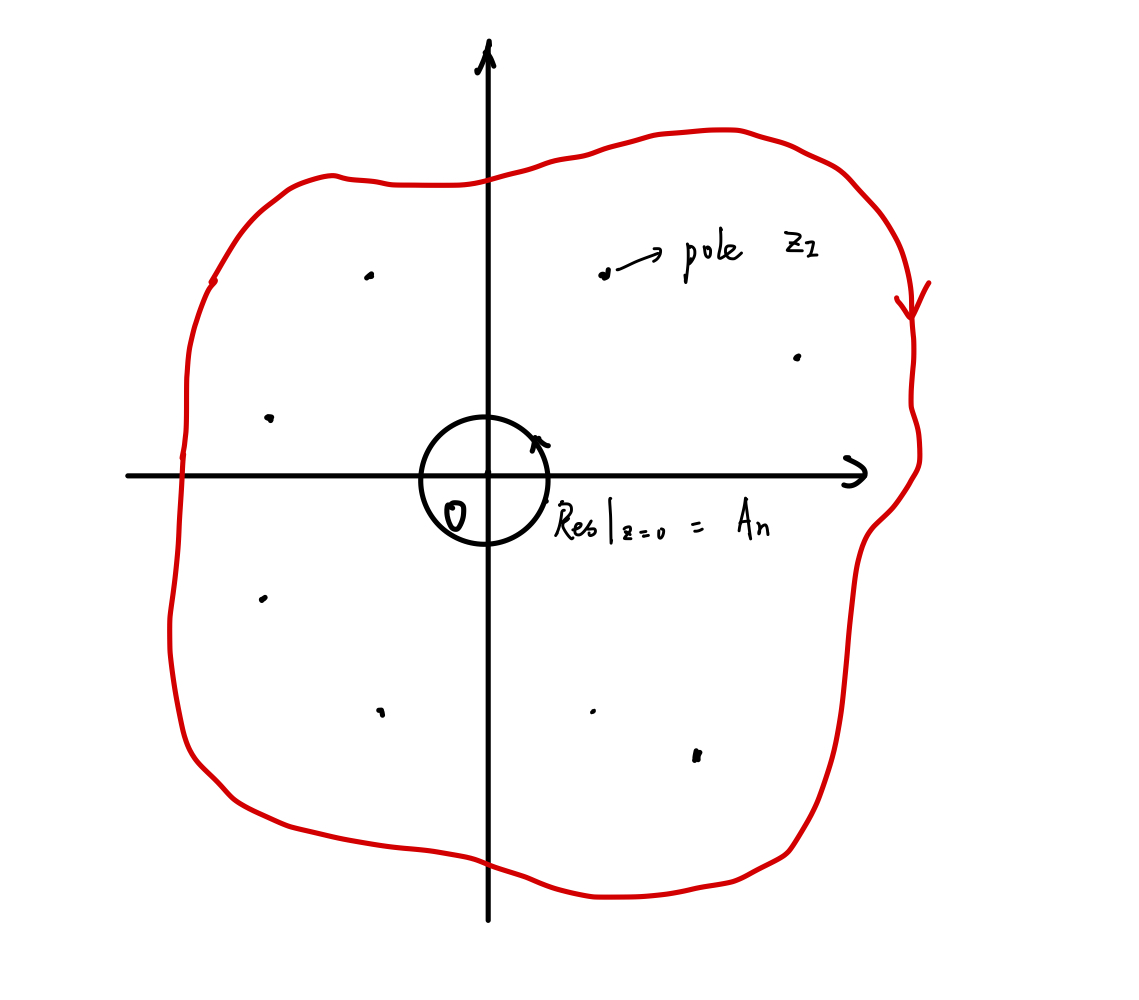 pole z₁
0
Res|z=0 = An